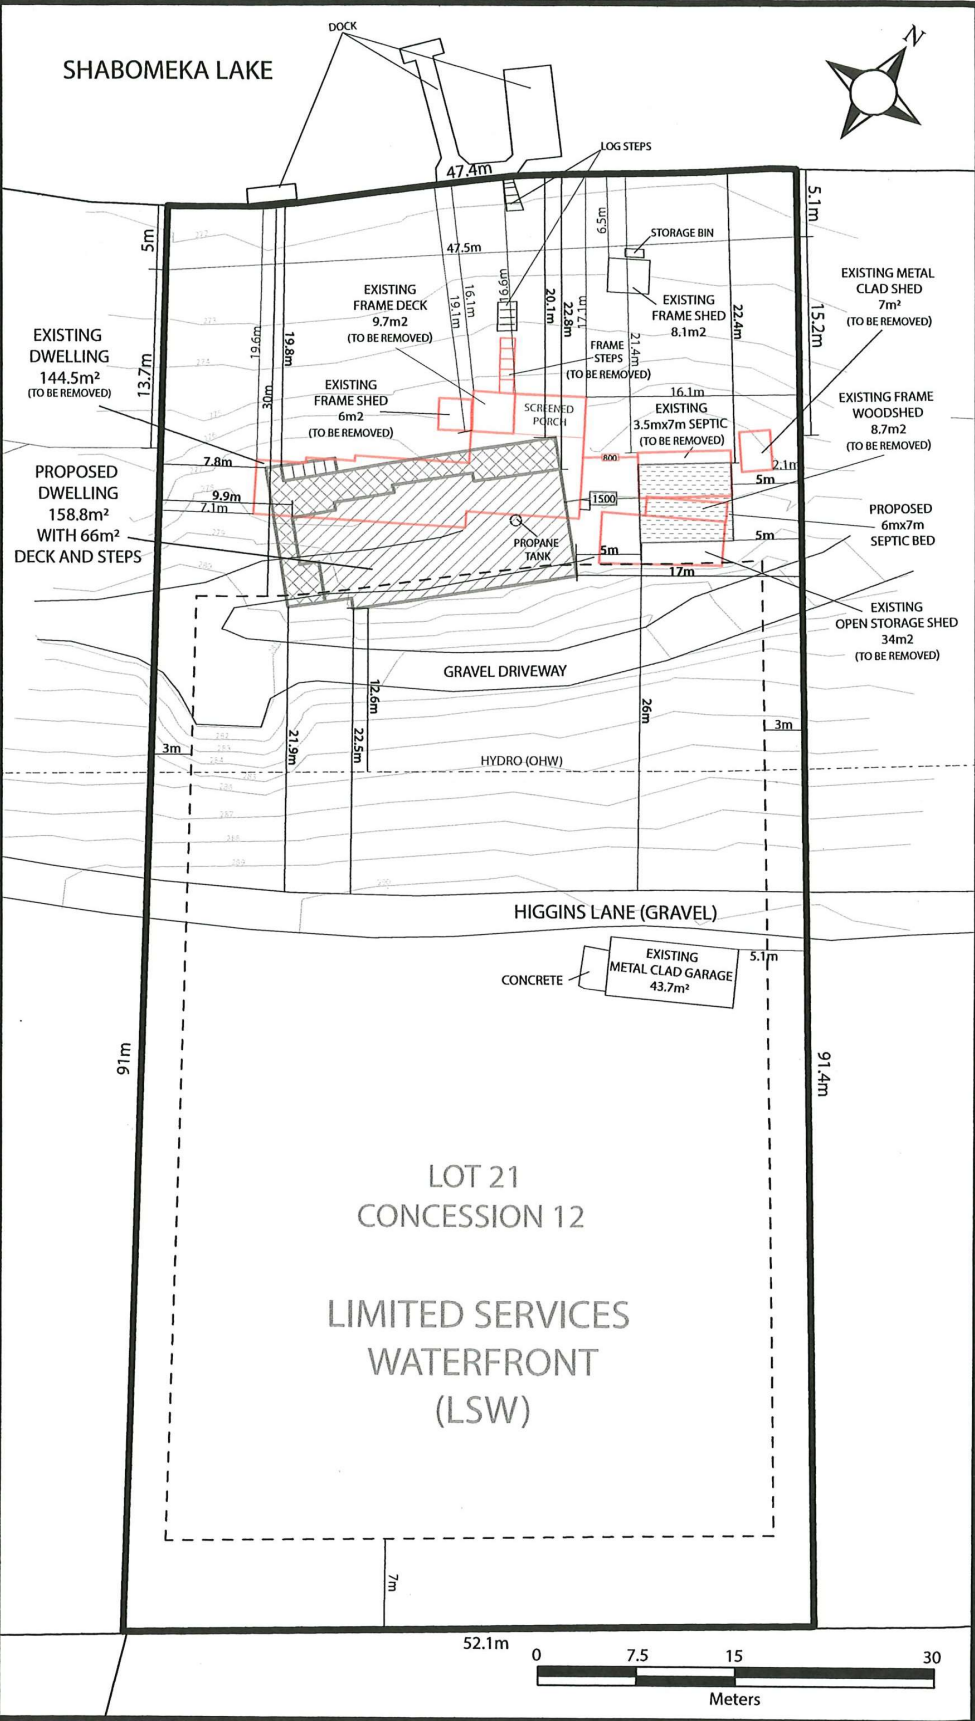 DOCK
N
SHABOMEKA LAKE
LOG STEPS
47.4m
5.1m
6.5m
5m
STORAGE BIN
47.5m
EXISTING
FRAME DECK
9.7m2
(TO BE REMOVED)
EXISTING METAL
CLAD SHED
7m²
(TO BE REMOVED)
16.1m
19.1m
16.6m
20.1m
22.8m
17.1m
EXISTING
FRAME SHED
8.1m2
22.4m
15.2m
EXISTING
DWELLING
144.5m²
(TO BE REMOVED)
13.7m
19.6m
19.8m
30m
FRAME
STEPS
(TO BE REMOVED)
21.4m
EXISTING
FRAME SHED
6m2
(TO BE REMOVED)
SCREENED
PORCH
16.1m
EXISTING
3.5mx7m SEPTIC
(TO BE REMOVED)
EXISTING FRAME
WOODSHED
8.7m2
(TO BE REMOVED)
PROPOSED
DWELLING
158.8m²
WITH 66m²
DECK AND STEPS
7.8m
800
2.1m
5m
9.9m
7.1m
1500
PROPOSED
6mx7m
SEPTIC BED
PROPANE
TANK
5m
5m
17m
EXISTING
OPEN STORAGE SHED
34m2
(TO BE REMOVED)
GRAVEL DRIVEWAY
12.6m
26m
21.9m
22.5m
3m
3m
HYDRO (OHW)
HIGGINS LANE (GRAVEL)
EXISTING
METAL CLAD GARAGE
43.7m²
5.1m
CONCRETE
91m
91.4m
LOT 21
CONCESSION 12
LIMITED SERVICES
WATERFRONT
(LSW)
7m
52.1m
0 7.5 15 30
Meters